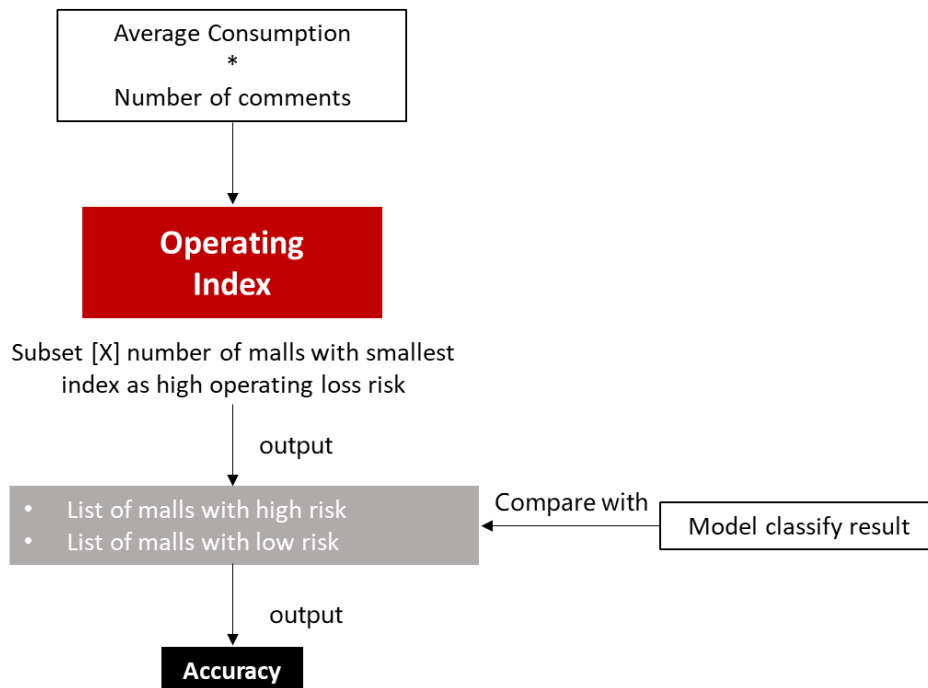 Average Consumption
*
Number of comments
Operating
Index
Subset [X] number of malls with smallest
index as high operating loss risk
output
• List of malls with high risk
• List of malls with low risk
Compare with
Model classify result
output
Accuracy